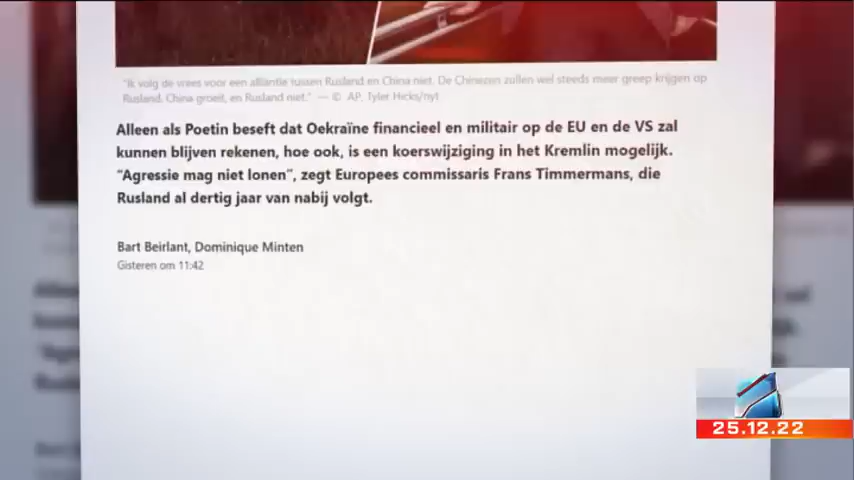 "Ik volg de vrees voor een alliantie tussen Rusland en China niet. De Chinezen zullen wel steeds meer greep krijgen op
Rusland. China groeit, en Rusland niet." — © AP, Tyler Hicks/nyt
Alleen als Poetin beseft dat Oekraïne financieel en militair op de EU en de VS zal
kunnen blijven rekenen, hoe ook, is een koerswijziging in het Kremlin mogelijk.
“Agressie mag niet lonen”, zegt Europees commissaris Frans Timmermans, die
Rusland al dertig jaar van nabij volgt.
Bart Beirlant, Dominique Minten
Gisteren om 11:42
25.12.22